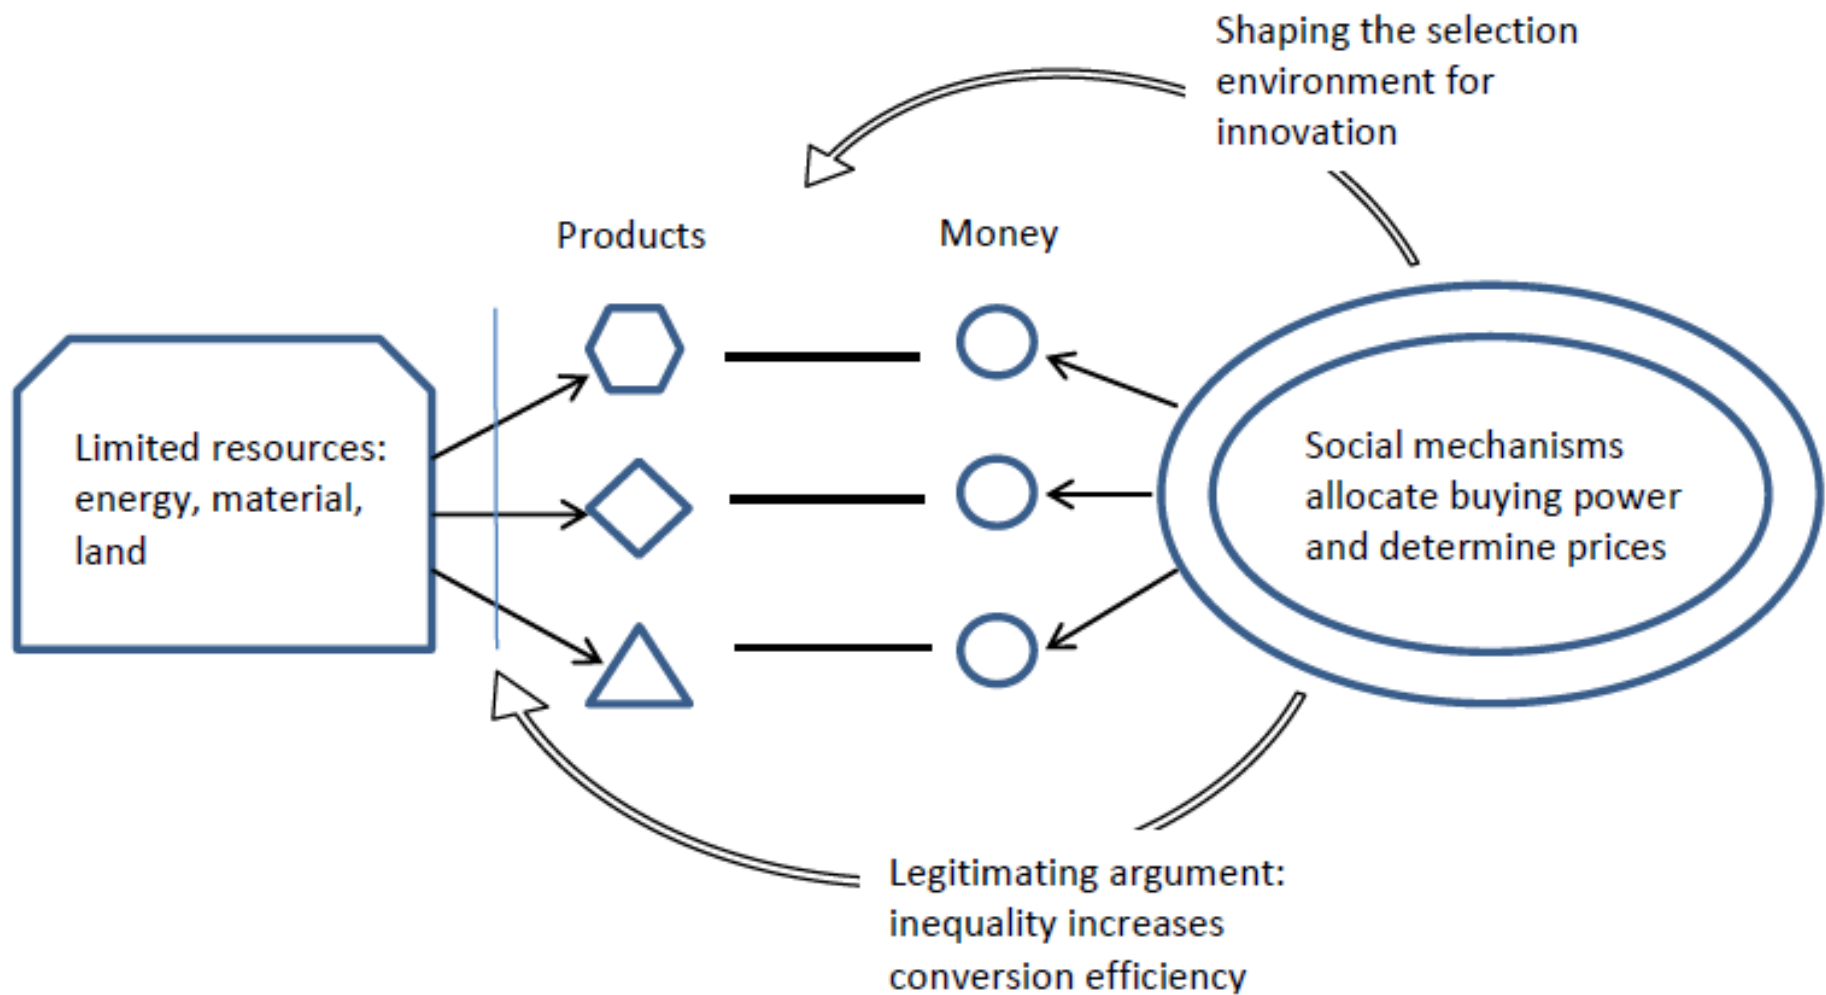 Shaping the selection
environment for
innovation
Products
Money
Limited resources:
energy, material,
land
Social mechanisms
allocate buying power
and determine prices
Legitimating argument:
inequality increases
conversion efficiency